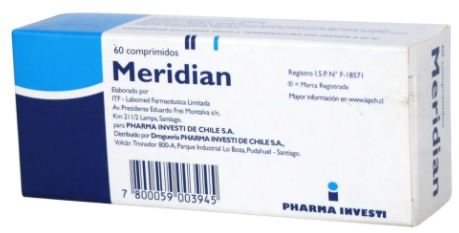 60 comprimidos
Meridian
Elaborado por
ITF - Labomed Farmacéutica Limitada
Av. Presidente Eduardo Frei Montalva s/n.
Km 21 1/2 Lampa, Santiago.
para PHARMA INVESTI DE CHILE S.A.
Distribuido por Droguería PHARMA INVESTI DE CHILE S.A.,
Volcán Tronador 800-A, Parque Industrial Lo Boza, Pudahuel - Santiago.
7 800059 003945
Registro I.S.P. N° F-18571
® = Marca Registrada
Mayor información en www.ispch.cl
PHARMA INVESTI
Meridian